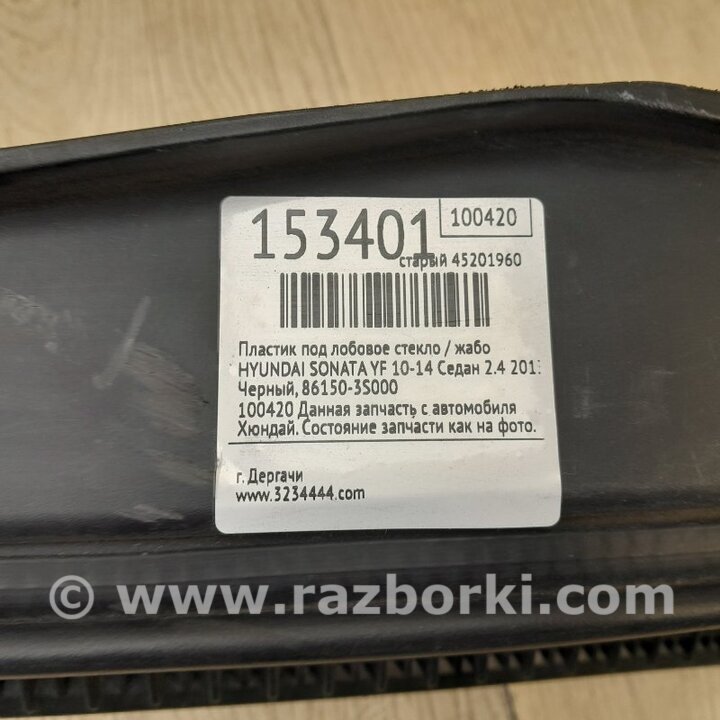 153401
100420
старый 45201960
Пластик под лобовое стекло / жабо
HYUNDAI SONATA YF 10-14 Седан 2.4 201
Черный, 86150-3S000
100420 Данная запчасть с автомобиля
Хюндай. Состояние запчасти как на фото.
г. Дергачи
www.3234444.com
© www.razborki.com